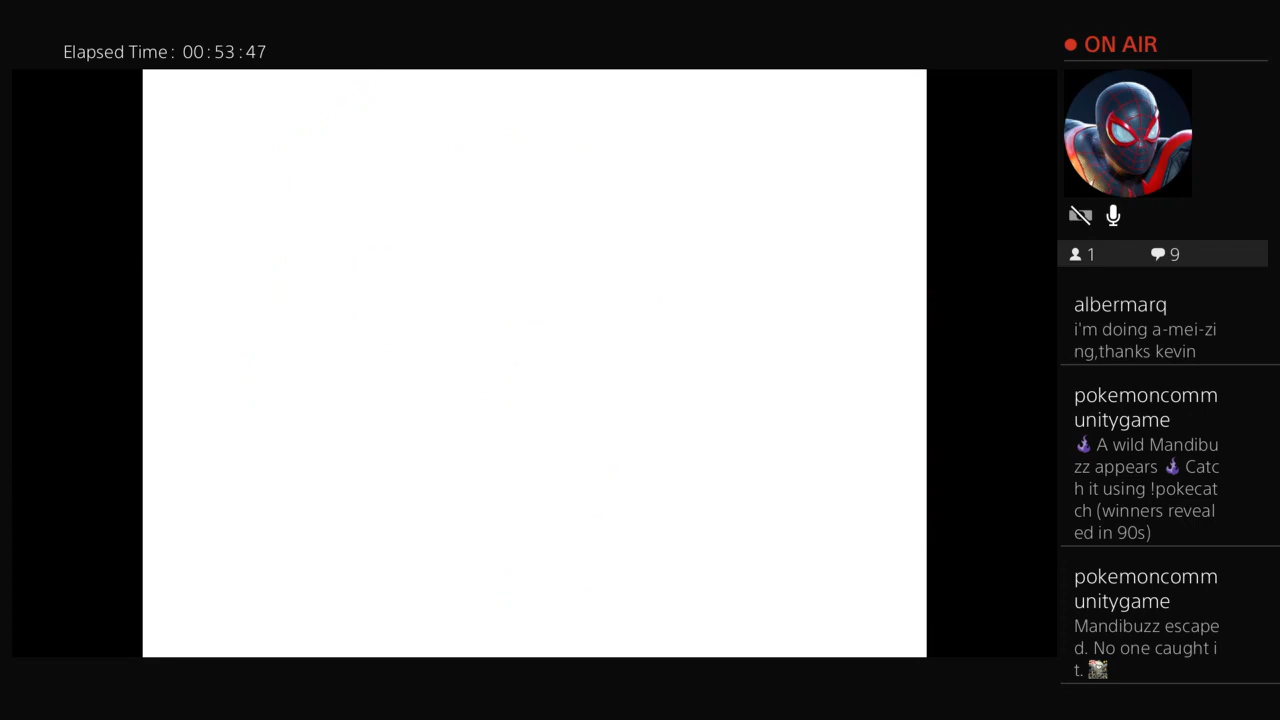 Elapsed Time: 00:53:47
ON AIR
1 9
albermarq
i'm doing a-mei-zi
ng,thanks kevin
pokemoncomm
unitygame
A wild Mandibu
zz appears Catc
h it using !pokecat
ch (winners reveal
ed in 90s)
pokemoncomm
unitygame
Mandibuzz escape
d. No one caught i
t.